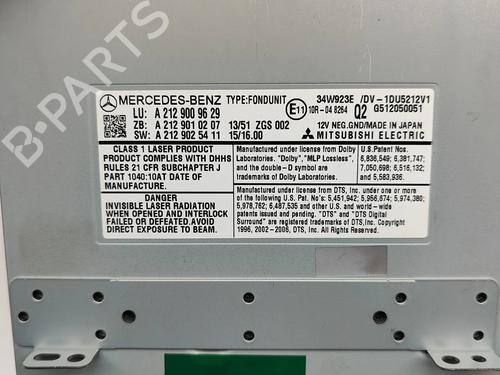 MERCEDES-BENZ TYPE:FONDUNIT E11 34W923E /DV-1DU5212V1
LU: A 212 900 96 29 10R-04 8264 Q2 G512050051
ZB: A 212 901 02 07 13/51 ZGS 002 12V NEG.GND/MADE IN JAPAN
SW: A 212 902 54 11 15/16.00 MITSUBISHI ELECTRIC
CLASS 1 LASER PRODUCT
PRODUCT COMPLIES WITH DHHS
RULES 21 CFR SUBCHAPTER J
PART 1040:10AT DATE OF
MANUFACTURE.
DANGER
INVISIBLE LASER RADIATION
WHEN OPENED AND INTERLOCK
FAILED OR DEFEATED.AVOID
DIRECT EXPOSURE TO BEAM.
Manufactured under license from Dolby
Laboratories. "Dolby", "MLP Lossless",
and the double-D symbol are
trademarks of Dolby Laboratories.
Manufactured under license
from Dolby Laboratories
under U.S. Patent No's:
6,836,549; 6,381,747;
7,050,698; 6,516,132;
and 5,583,936.
Manufactured under license from DTS, Inc. under one or more of
the following U.S. Patent No's: 5,451,942; 5,956,674; 5,974,380;
5,978,762; 6,487,535 and other U.S. and world-wide
patents issued and pending. "DTS" and "DTS Digital
Surround" are registered trademarks of DTS,Inc.Copyright
1996, 2002-2006, DTS, Inc. All Rights Reserved.
B-PARTS